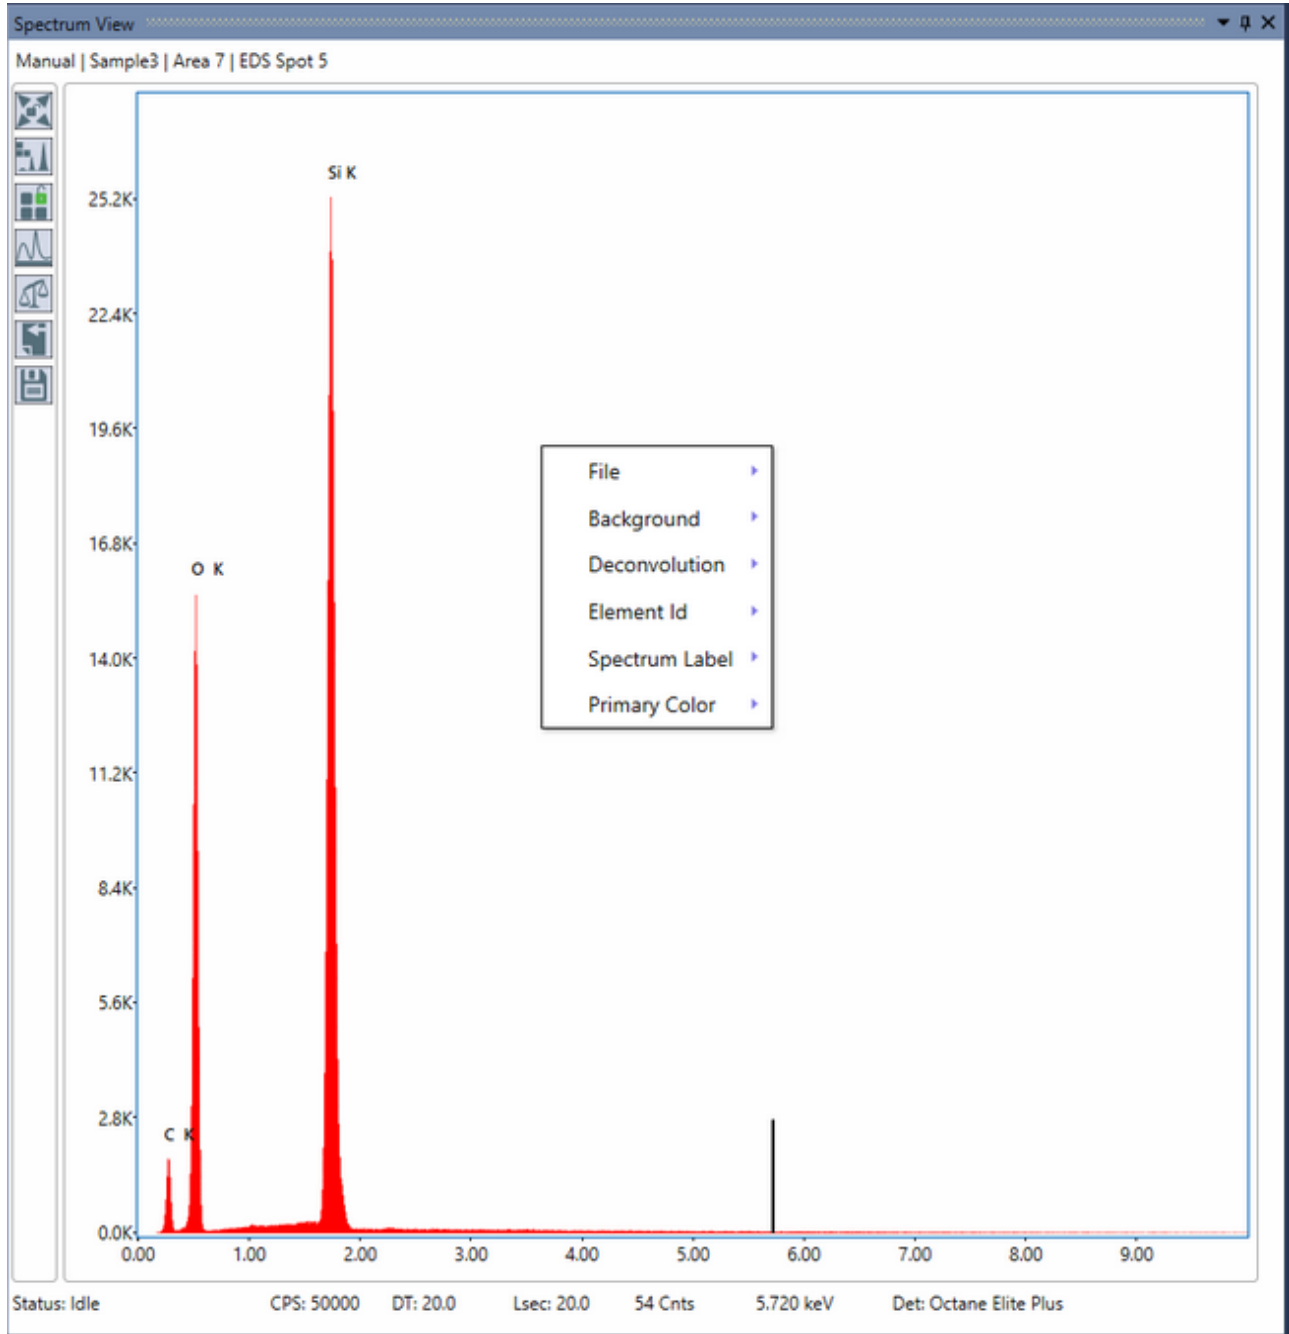 Spectrum View
Manual | Sample3 | Area 7 | EDS Spot 5
Si K
25.2K
22.4K
19.6K
File
Background
16.8K
O K
Deconvolution
Element Id
14.0K
Spectrum Label
Primary Color
11.2K
8.4K
5.6K
2.8K
C K
0.0K
0.00 1.00 2.00 3.00 4.00 5.00 6.00 7.00 8.00 9.00
Status: Idle CPS: 50000 DT: 20.0 Lsec: 20.0 54 Cnts 5.720 keV Det: Octane Elite Plus